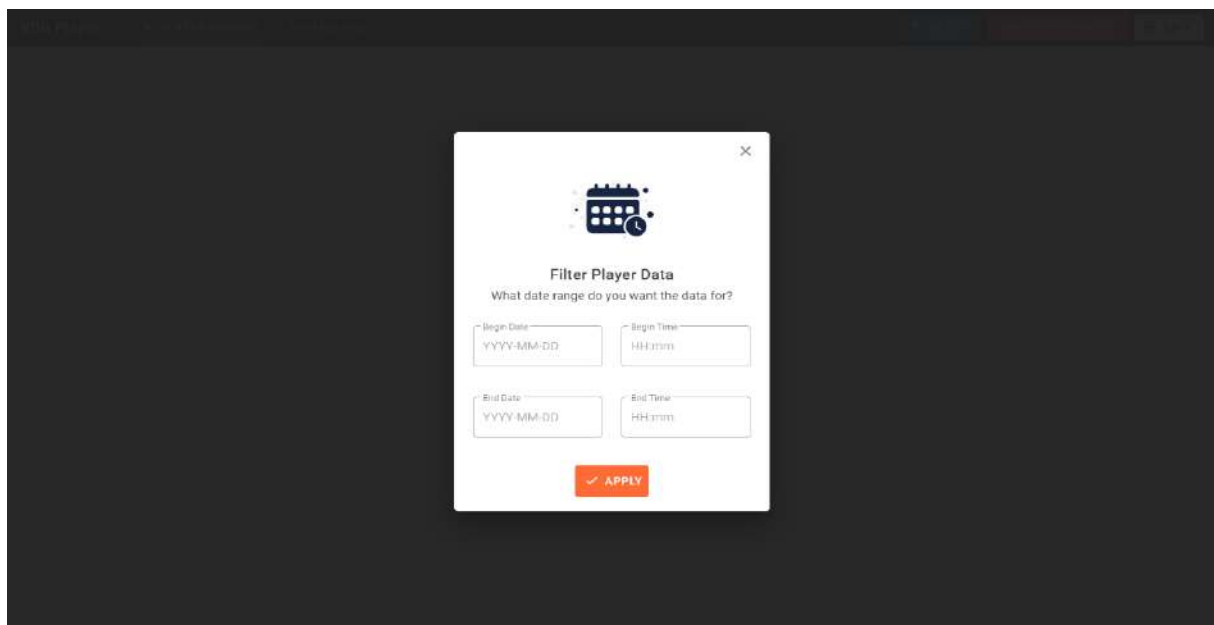 Filter Player Data
What date range do you want the data for?
Begin Date
Begin Time
YYYY-MM-DD
HH:mm
End Date
End Time
YYYY-MM-DD
HH:mm
APPLY